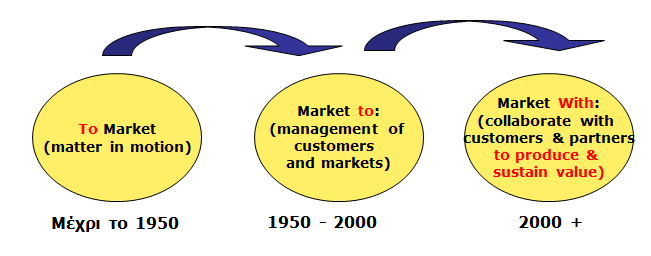 To Market
(matter in motion)
Market to:
(management of
customers
and markets)
Market With:
(collaborate with
customers & partners
to produce &
sustain value)
Μέχρι το 1950
1950 - 2000
2000 +